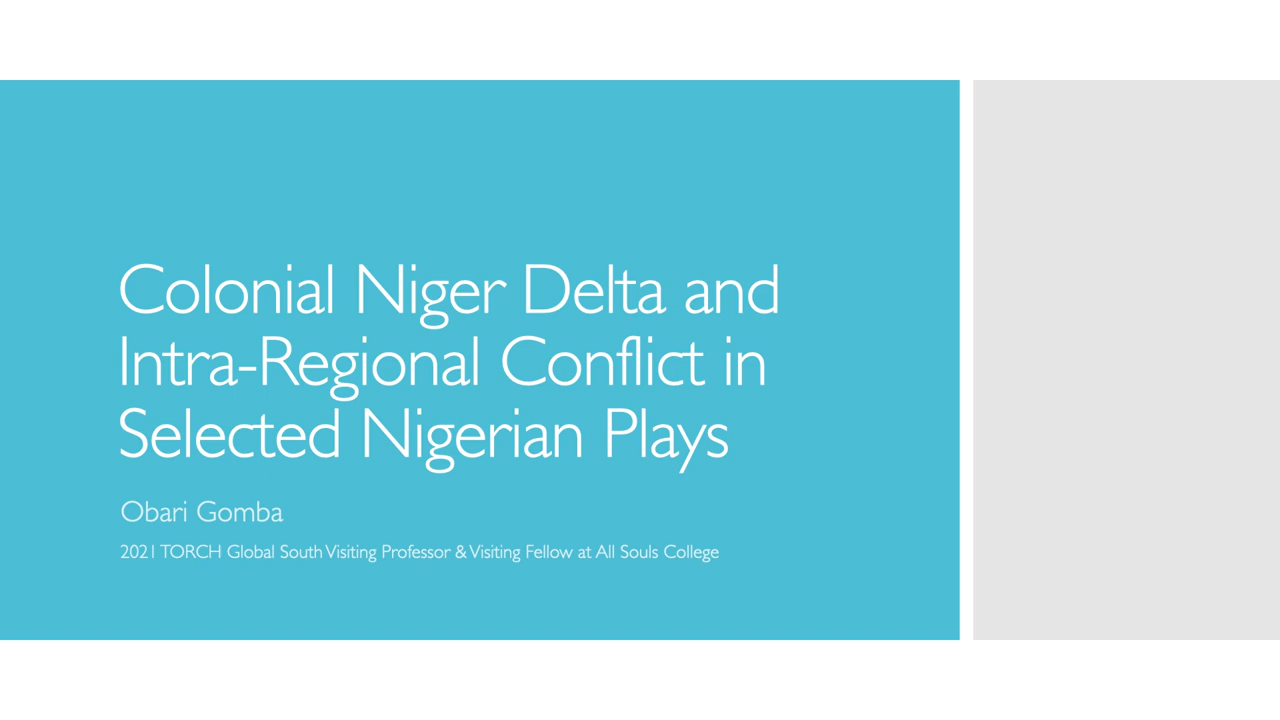 Colonial Niger Delta and
Intra-Regional Conflict in
Selected Nigerian Plays
Obari Gomba
2021 TORCH Global South Visiting Professor & Visiting Fellow at All Souls College